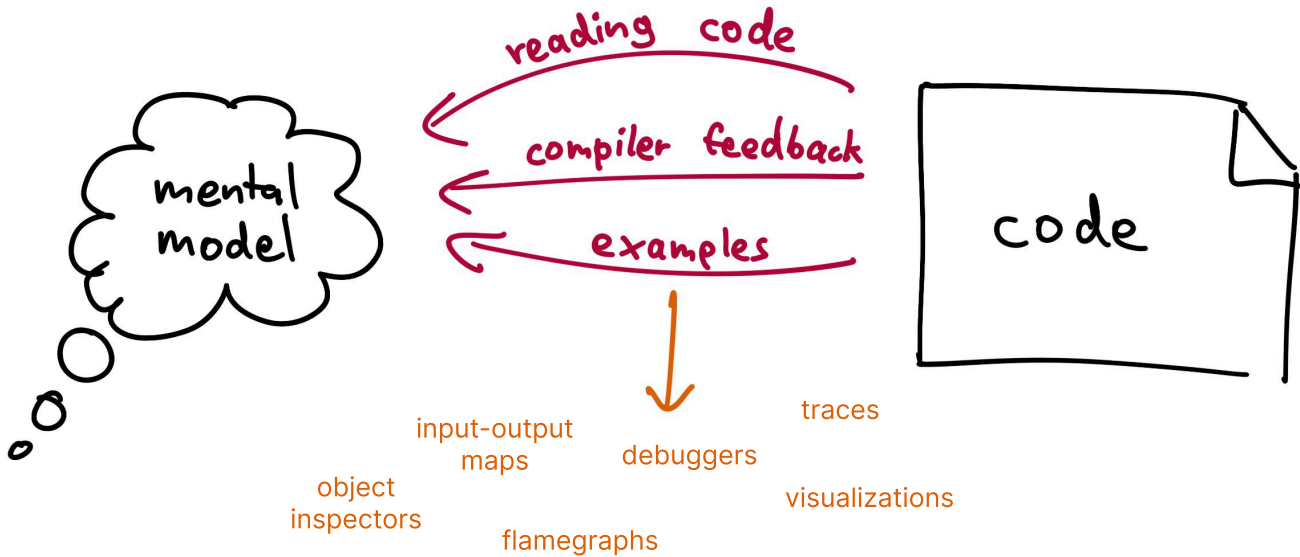 reading code
compiler feedback
examples
mental
model
code
traces
input-output
maps
debuggers
object
inspectors
visualizations
flamegraphs